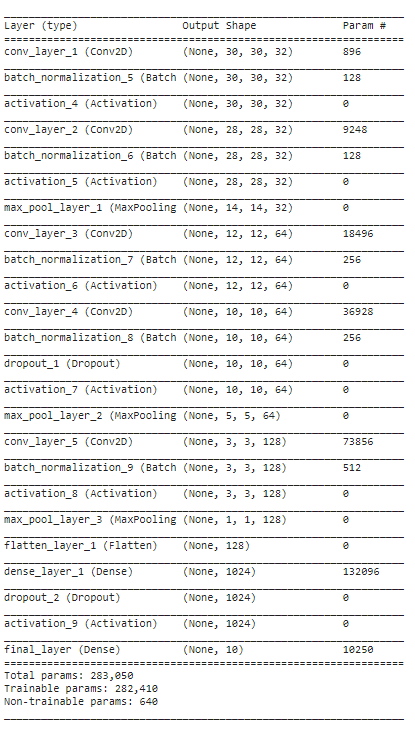 Layer (type) Output Shape Param #
conv_layer_1 (Conv2D) (None, 30, 30, 32) 896
batch_normalization_5 (Batch (None, 30, 30, 32) 128
activation_4 (Activation) (None, 30, 30, 32) 0
conv_layer_2 (Conv2D) (None, 28, 28, 32) 9248
batch_normalization_6 (Batch (None, 28, 28, 32) 128
activation_5 (Activation) (None, 28, 28, 32) 0
max_pool_layer_1 (MaxPooling (None, 14, 14, 32) 0
conv_layer_3 (Conv2D) (None, 12, 12, 64) 18496
batch_normalization_7 (Batch (None, 12, 12, 64) 256
activation_6 (Activation) (None, 12, 12, 64) 0
conv_layer_4 (Conv2D) (None, 10, 10, 64) 36928
batch_normalization_8 (Batch (None, 10, 10, 64) 256
dropout_1 (Dropout) (None, 10, 10, 64) 0
activation_7 (Activation) (None, 10, 10, 64) 0
max_pool_layer_2 (MaxPooling (None, 5, 5, 64) 0
conv_layer_5 (Conv2D) (None, 3, 3, 128) 73856
batch_normalization_9 (Batch (None, 3, 3, 128) 512
activation_8 (Activation) (None, 3, 3, 128) 0
max_pool_layer_3 (MaxPooling (None, 1, 1, 128) 0
flatten_layer_1 (Flatten) (None, 128) 0
dense_layer_1 (Dense) (None, 1024) 132096
dropout_2 (Dropout) (None, 1024) 0
activation_9 (Activation) (None, 1024) 0
final_layer (Dense) (None, 10) 10250
Total params: 283,050
Trainable params: 282,410
Non-trainable params: 640